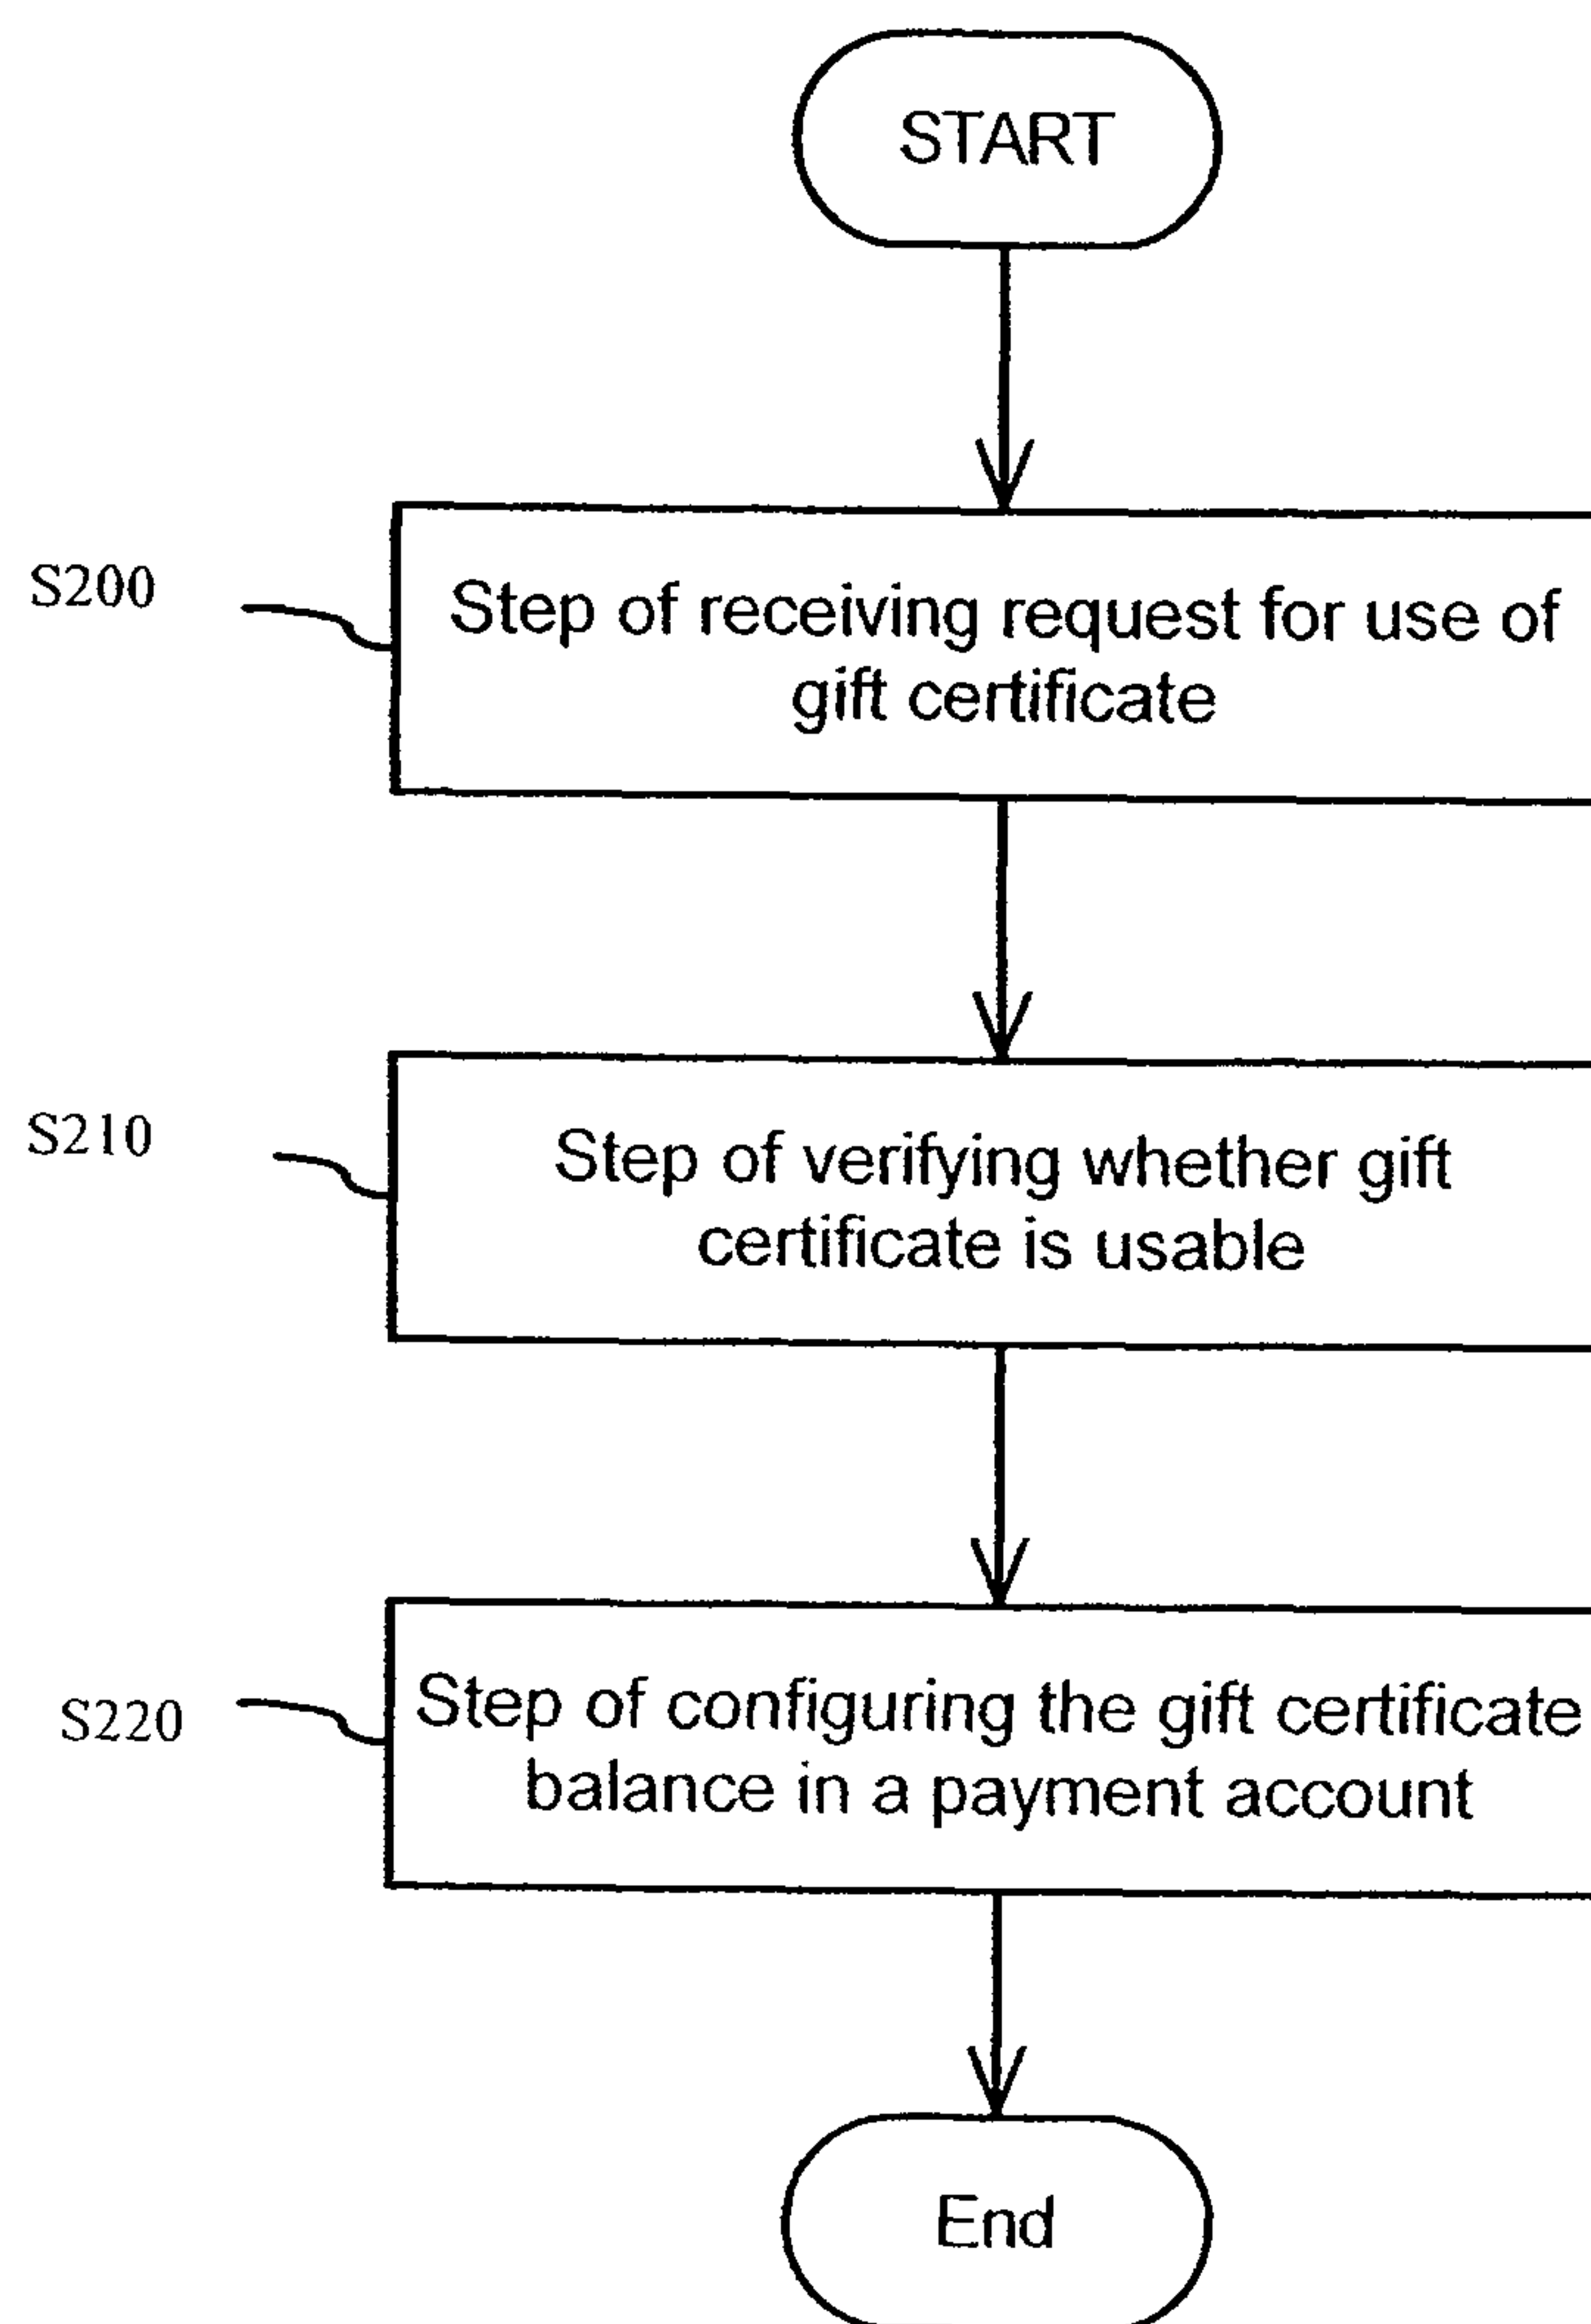 START
S200
Step of receiving request for use of
gift certificate
S210
Step of verifying whether gift
certificate is usable
S220
Step of configuring the gift certificate
balance in a payment account
End